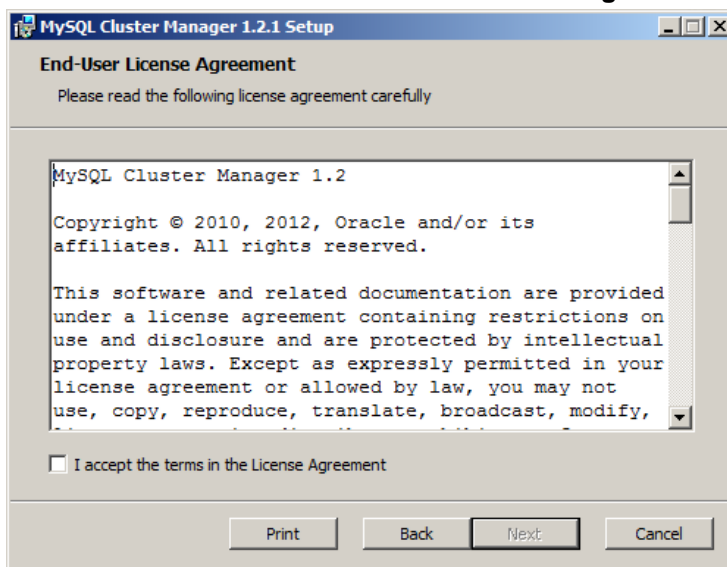 MySQL Cluster Manager 1.2.1 Setup
End-User License Agreement
Please read the following license agreement carefully
MySQL Cluster Manager 1.2
Copyright © 2010, 2012, Oracle and/or its
affiliates. All rights reserved.
This software and related documentation are provided
under a license agreement containing restrictions on
use and disclosure and are protected by intellectual
property laws. Except as expressly permitted in your
license agreement or allowed by law, you may not
use, copy, reproduce, translate, broadcast, modify,
I accept the terms in the License Agreement
Print Back Next Cancel